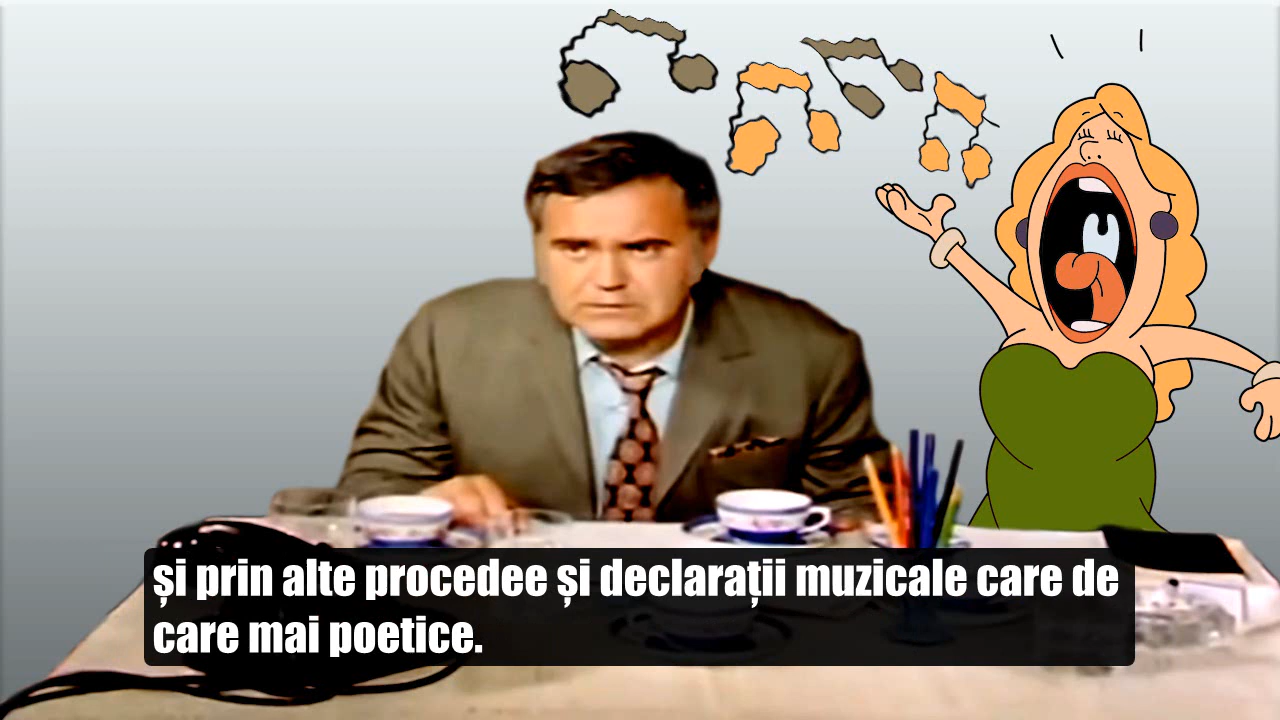 și prin alte procedee și declarații muzicale care de
care mai poetice.